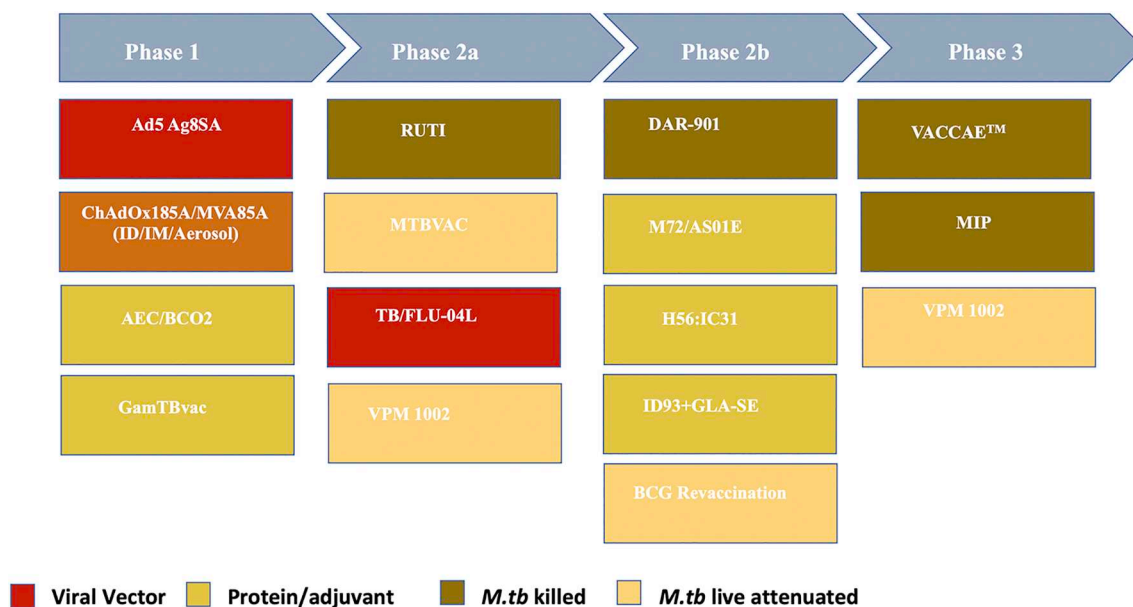 Phase 1
Phase 2a
Phase 2b
Phase 3
Ad5 Ag8SA
RUTI
DAR-901
VACCAE™
ChAdOx185A/MVA85A
(ID/IM/Aerosol)
MTBVAC
M72/AS01E
MIP
AEC/BCO2
TB/FLU-04L
H56:IC31
VPM 1002
GamTBvac
VPM 1002
ID93+GLA-SE
BCG Revaccination
Viral Vector
Protein/adjuvant
M.tb killed
M.tb live attenuated